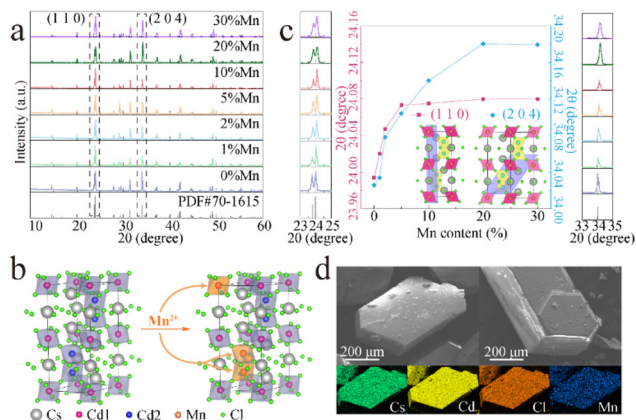 a
(1 1 0)
(2 0 4)
30%Mn
20%Mn
10%Mn
5%Mn
2%Mn
1%Mn
0%Mn
PDF#70-1615
Intensity (a.u.)
10 20 30 40 50 60
2θ (degree)
23 24 25
2θ (degree)
c
24.16
24.12
24.08
24.04
24.00
23.96
2θ (degree)
(1 1 0)
(2 0 4)
34.20
34.16
34.12
34.08
34.04
34.00
2θ (degree)
0 10 20 30
Mn content (%)
33 34 35
2θ (degree)
b
Mn²⁺
Cs Cd1 Cd2 Mn Cl
d
200 μm
200 μm
Cs
Cd
Cl
Mn